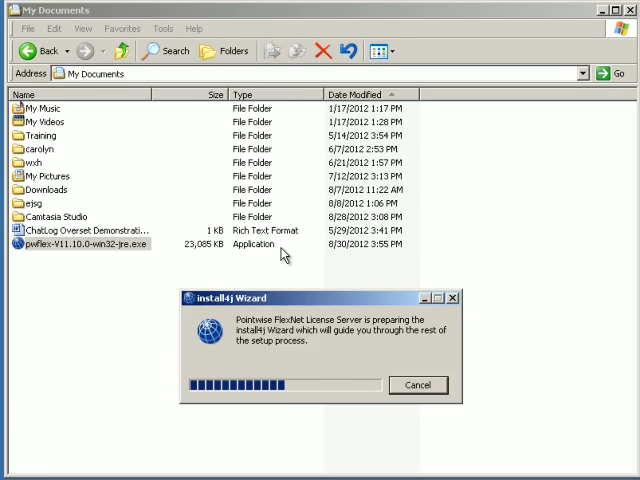 My Documents
File Edit View Favorites Tools Help
Back Search Folders
Address My Documents Go
Name Size Type Date Modified
My Music File Folder 1/17/2012 1:17 PM
My Videos File Folder 1/17/2012 1:28 PM
Training File Folder 5/14/2012 3:54 PM
carolyn File Folder 6/7/2012 2:53 PM
wxh File Folder 6/21/2012 1:57 PM
My Pictures File Folder 7/12/2012 3:13 PM
Downloads File Folder 8/7/2012 11:22 AM
ejsg File Folder 8/8/2012 1:06 PM
Camtasia Studio File Folder 8/28/2012 3:08 PM
ChatLog Overset Demonstrati... 1 KB Rich Text Format 5/29/2012 3:41 PM
pwflex-V11.10.0-win32-jre.exe 23,085 KB Application 8/30/2012 3:55 PM
install4j Wizard
Pointwise FlexNet License Server is preparing the
install4j Wizard which will guide you through the rest of
the setup process.
Cancel